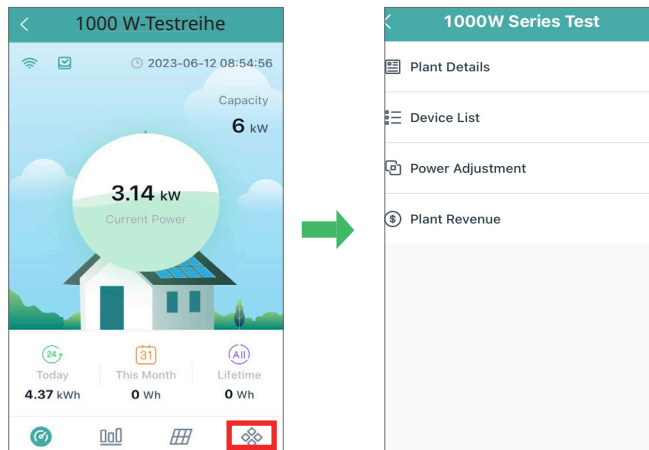 1000 W-Testreihe
2023-06-12 08:54:56
Capacity
6 kW
3.14 kW
Current Power
24
31
All
Today
This Month
Lifetime
4.37 kWh
0 Wh
0 Wh
1000W Series Test
Plant Details
Device List
Power Adjustment
$
Plant Revenue